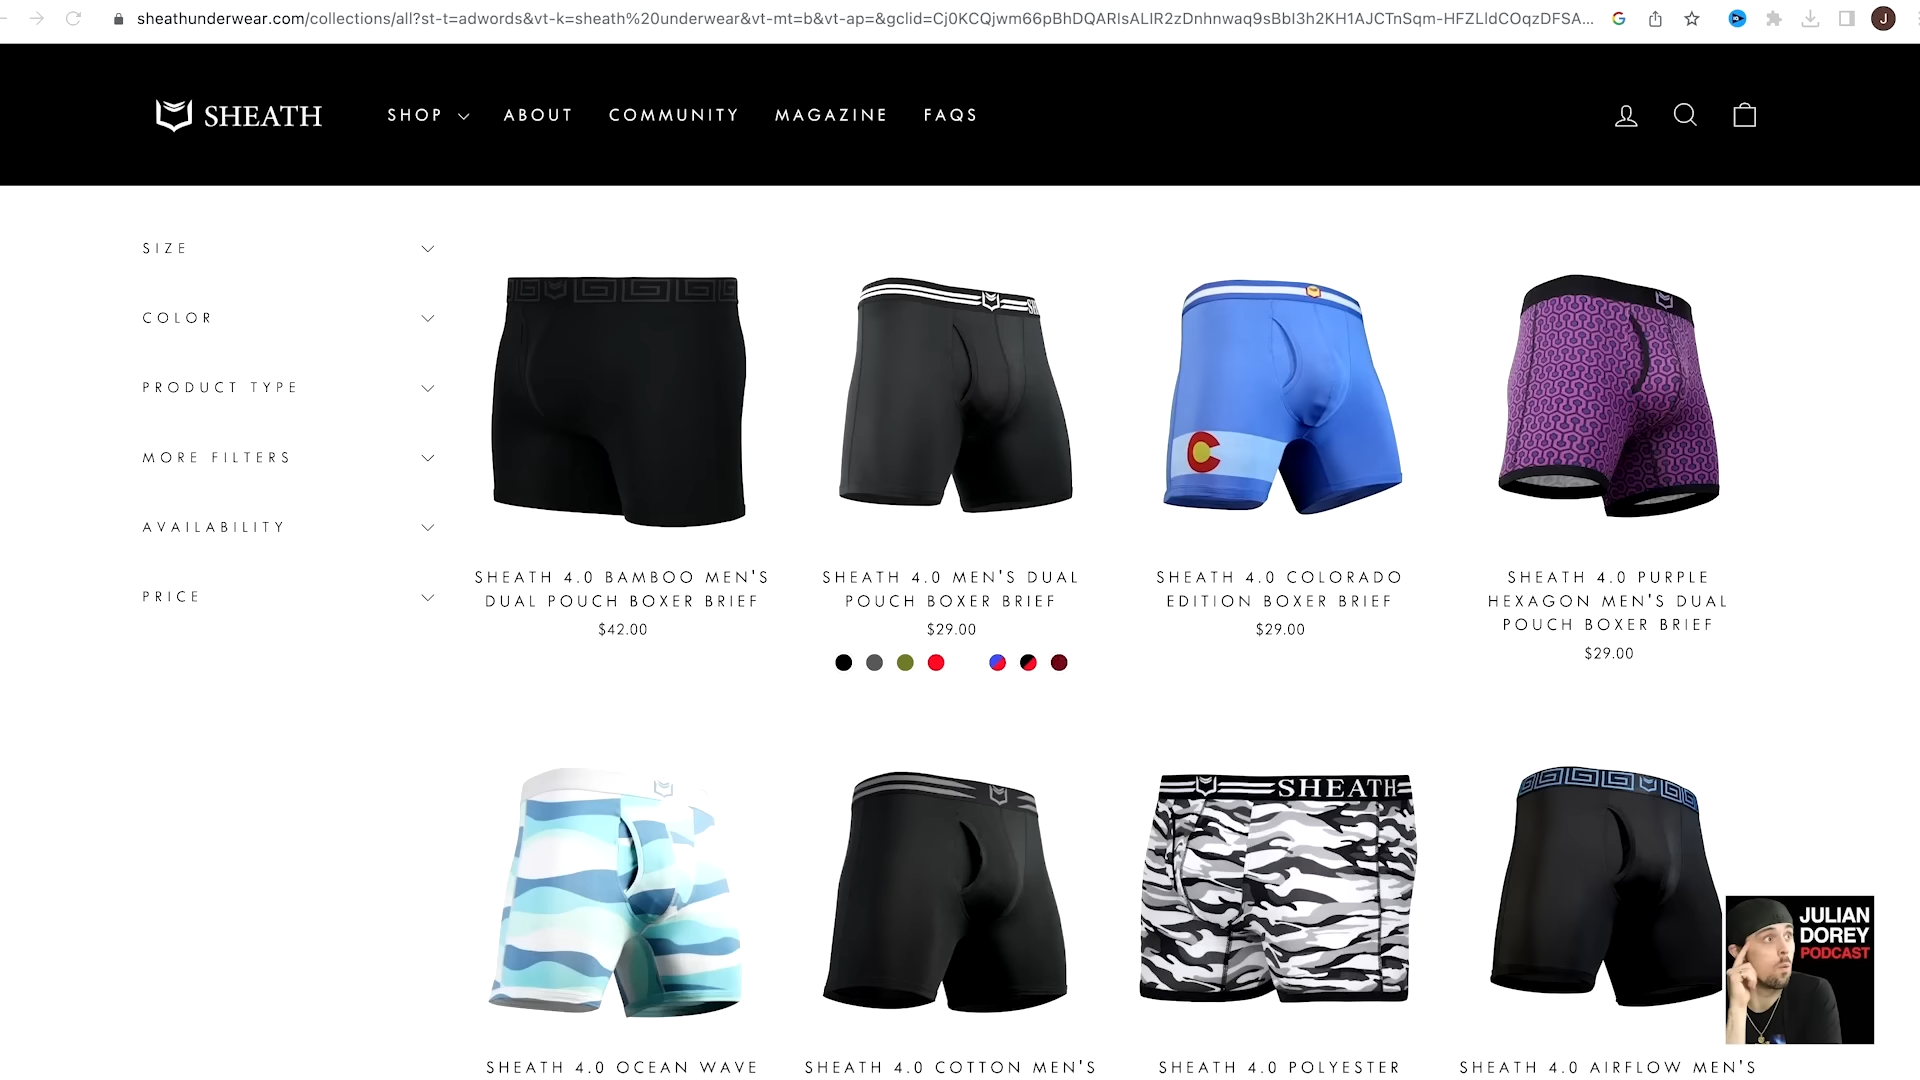 sheathunderwear.com/collections/all?st-t=adwords&vt-k=sheath%20underwear&vt-mt=b&vt-ap=&gclid=
J
SHEATH
SHOP
ABOUT
COMMUNITY
MAGAZINE
FAQS
SIZE
COLOR
PRODUCT TYPE
MORE FILTERS
AVAILABILITY
PRICE
SHEATH 4.0 BAMBOO MEN'S
DUAL POUCH BOXER BRIEF
$42.00
SHEATH 4.0 MEN'S DUAL
POUCH BOXER BRIEF
$29.00
SHEATH 4.0 COLORADO
EDITION BOXER BRIEF
$29.00
SHEATH 4.0 PURPLE
HEXAGON MEN'S DUAL
POUCH BOXER BRIEF
$29.00
SHEATH
JULIAN
DOREY
PODCAST
SHEATH 4.0 OCEAN WAVE
SHEATH 4.0 COTTON MEN'S
SHEATH 4.0 POLYESTER
SHEATH 4.0 AIRFLOW MEN'S